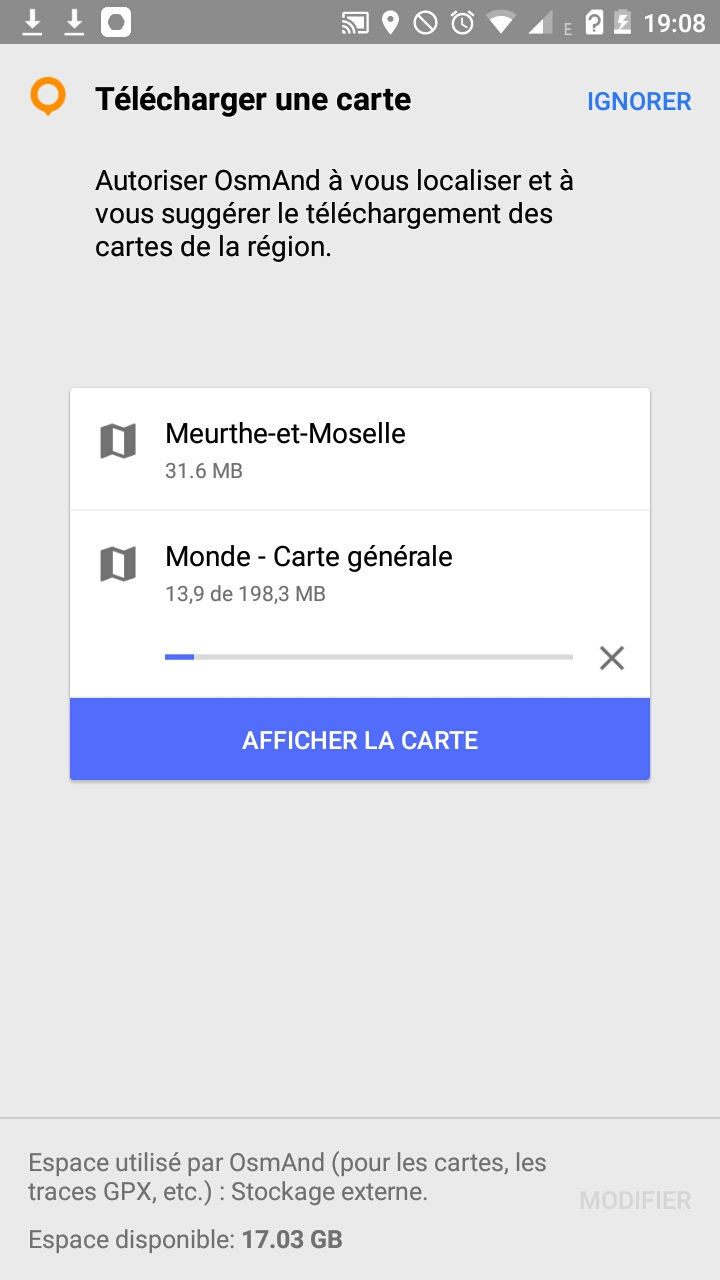 E 19:08
Télécharger une carte IGNORER
Autoriser OsmAnd à vous localiser et à
vous suggérer le téléchargement des
cartes de la région.
Meurthe-et-Moselle
31.6 MB
Monde - Carte générale
13,9 de 198,3 MB
AFFICHER LA CARTE
Espace utilisé par OsmAnd (pour les cartes, les
traces GPX, etc.) : Stockage externe.
MODIFIER
Espace disponible: 17.03 GB